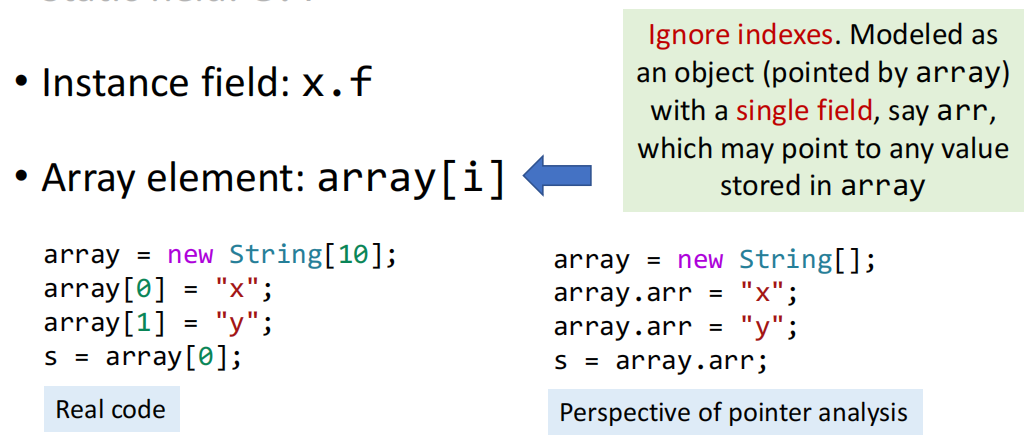 • Instance field: x.f
• Array element: array[i]
Ignore indexes. Modeled as
an object (pointed by array)
with a single field, say arr,
which may point to any value
stored in array
array = new String[10];
array[0] = "x";
array[1] = "y";
s = array[0];
Real code
array = new String[];
array.arr = "x";
array.arr = "y";
s = array.arr;
Perspective of pointer analysis